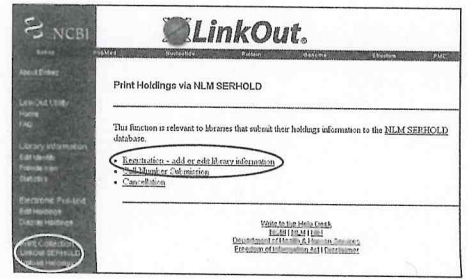 NCBI
LinkOut.
PubMed Nucleotide Protein Genome Structure PMC
About Entrez
LinkOut Utility
Home
FAQ
Library Information
Edit Identity
Statistics
Electronic Full-text
Edit Holdings
Print Collection
LinkOut SERHOLD
Print Holdings via NLM SERHOLD
This function is relevant to libraries that submit their holdings information to the NLM SERHOLD
database.
Registration - add or edit library information
Call Number Submission
Cancellation
Write to the Help Desk
NCBI | NLM | NIH
Department of Health & Human Services
Freedom of Information Act | Disclaimer